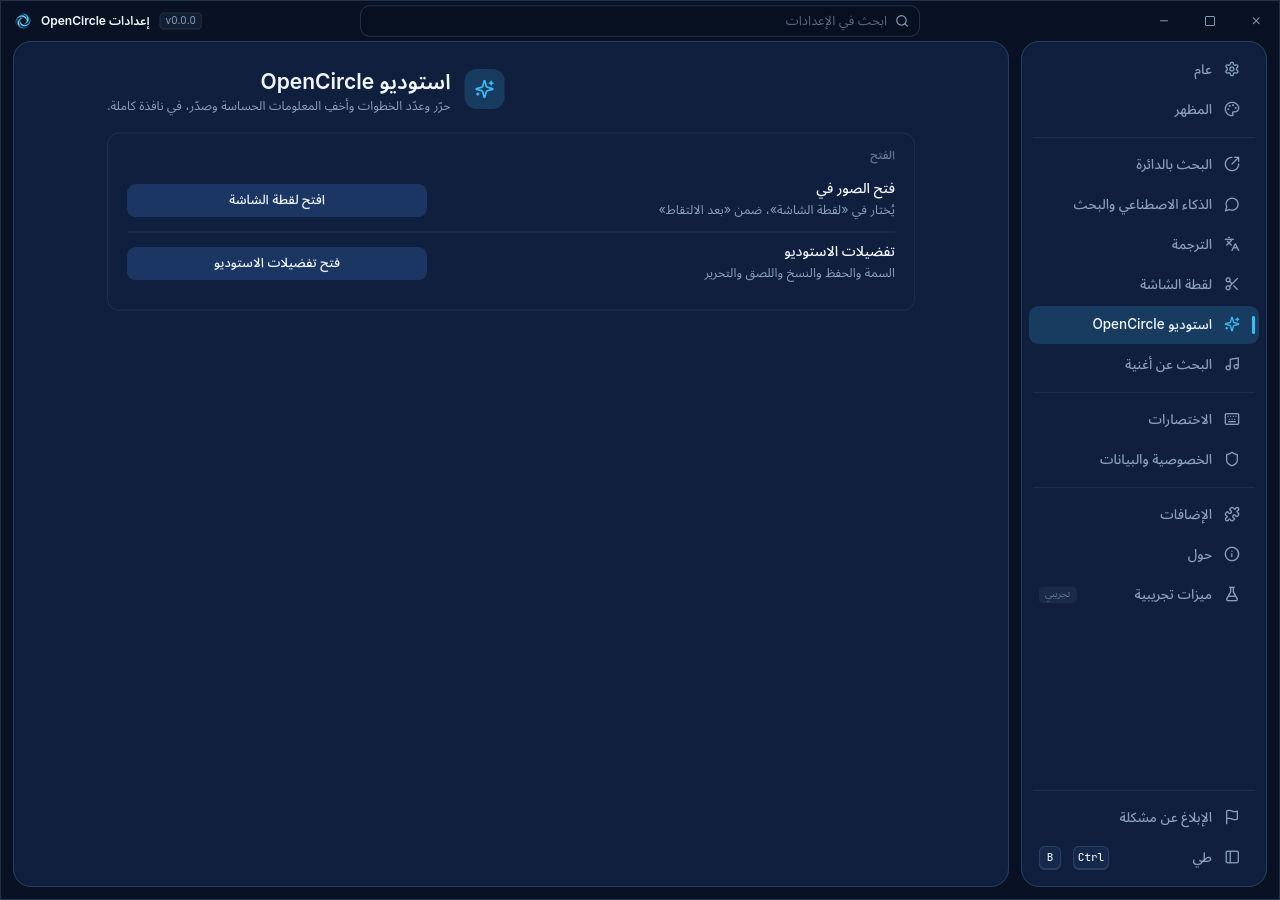 إعدادات OpenCircle
v0.0.0
ابحث في الإعدادات
عام
المظهر
البحث بالدائرة
الذكاء الاصطناعي والبحث
الترجمة
لقطة الشاشة
استوديو OpenCircle
البحث عن أغنية
الاختصارات
الخصوصية والبيانات
الإضافات
حول
ميزات تجريبية
تجريبي
الإبلاغ عن مشكلة
طي
Ctrl B
استوديو OpenCircle
حرّر وعدّد الخطوات وأخفِ المعلومات الحساسة وصدّر، في نافذة كاملة.
الفتح
فتح الصور في
يُختار في «لقطة الشاشة»، ضمن «بعد الالتقاط»
افتح لقطة الشاشة
تفضيلات الاستوديو
السمة والحفظ والنسخ واللصق والتحرير
فتح تفضيلات الاستوديو